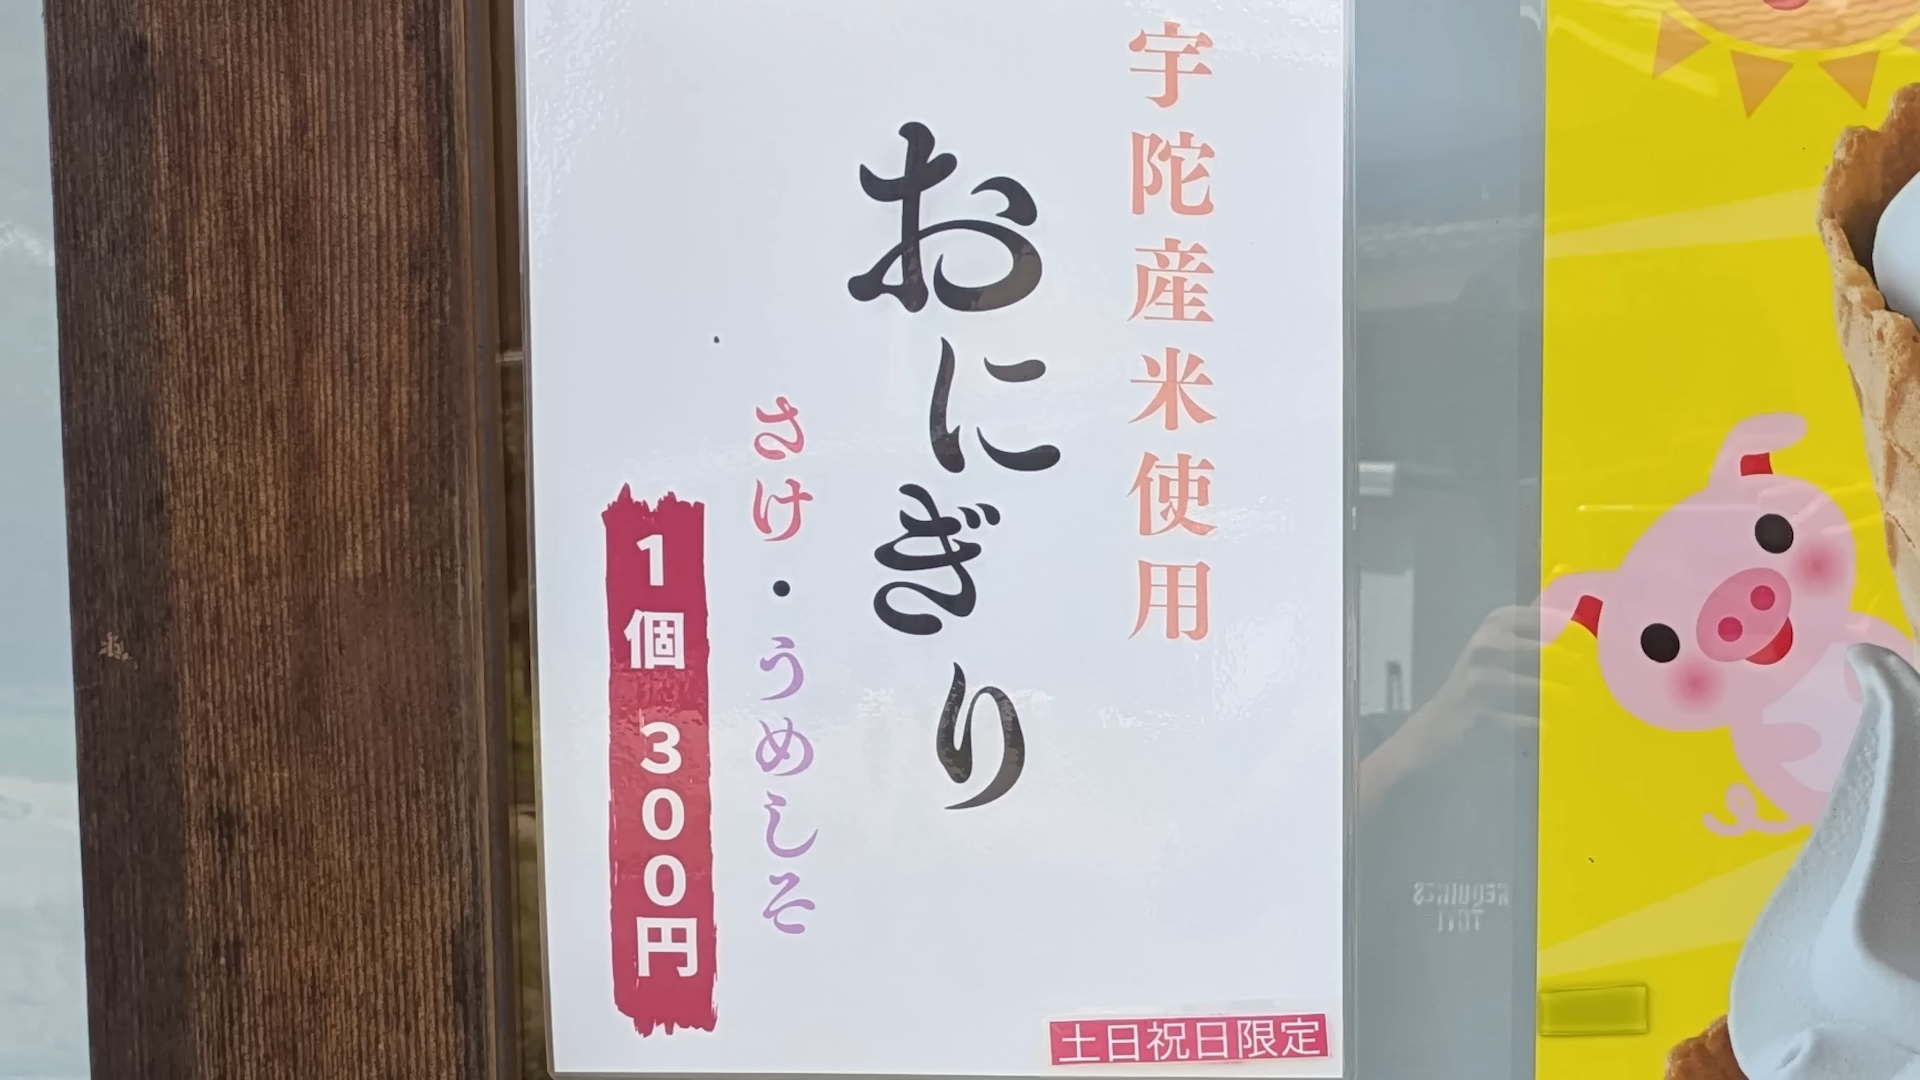 宇陀産米使用
おにぎり
さけ・うめしそ
1個 300円
土日祝日限定